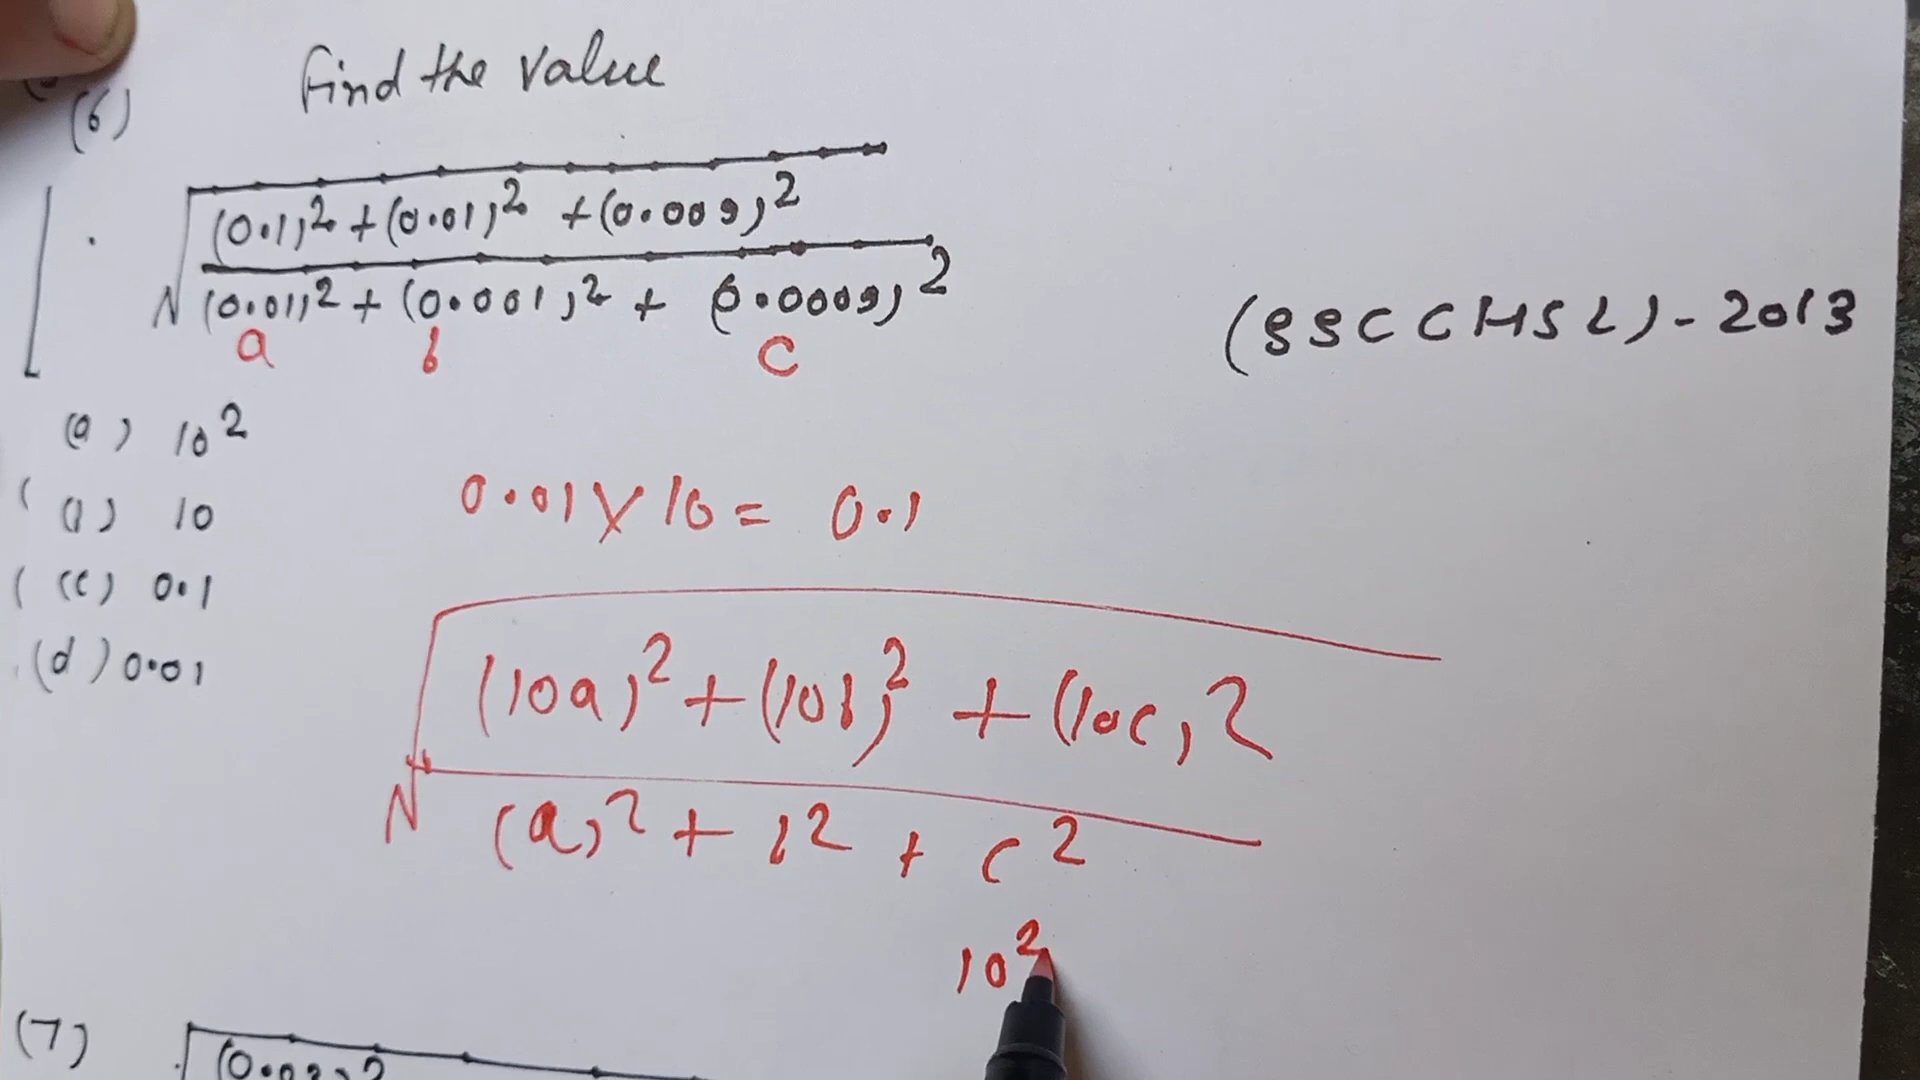 Find the value
(6)
√((0.1)² + (0.01)² + (0.009)²
(0.01)² + (0.001)² + (0.0009)²
a b c
(SSC CHSL) - 2013
(a) 10²
0.01 × 10 = 0.1
( a) 10
( (c) 0.1
(d) 0.01
√ (10a)² + (10b)² + (10c)²
(a)² + b² + c²
10²
(7)